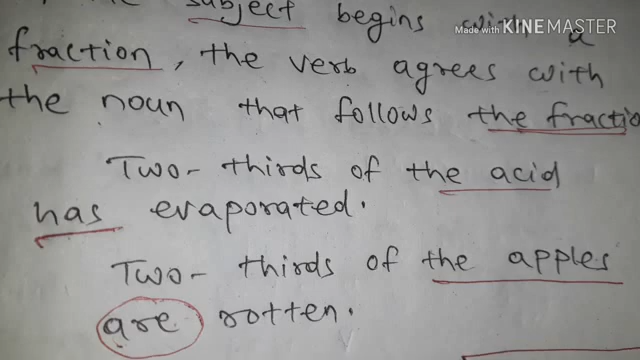 subject begins with a
Made with KINEMASTER
fraction, the verb agrees with
the noun that follows the fractio
Two-thirds of the acid
has evaporated.
Two-thirds of the apples
are rotten.